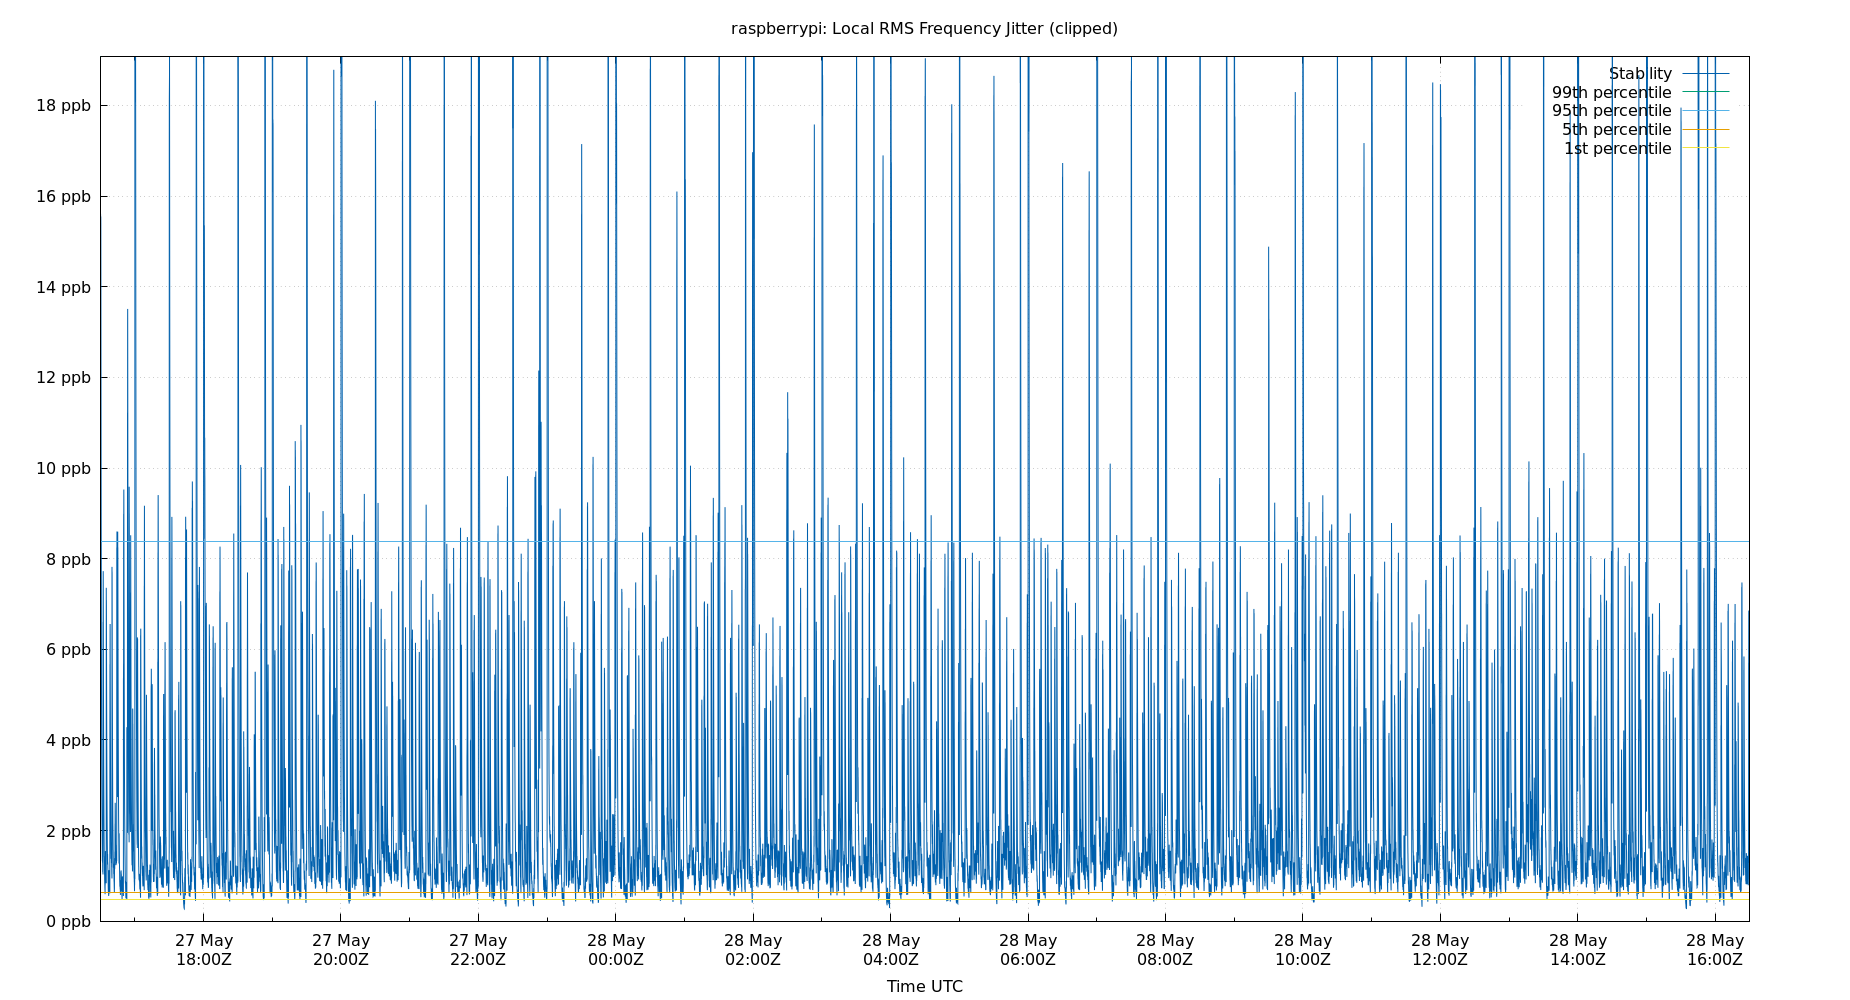 raspberrypi: Local RMS Frequency Jitter (clipped)
Stability
99th percentile
95th percentile
5th percentile
1st percentile
18 ppb
16 ppb
14 ppb
12 ppb
10 ppb
8 ppb
6 ppb
4 ppb
2 ppb
0 ppb
27 May 27 May 27 May 28 May 28 May 28 May 28 May 28 May 28 May 28 May 28 May 28 May
18:00Z 20:00Z 22:00Z 00:00Z 02:00Z 04:00Z 06:00Z 08:00Z 10:00Z 12:00Z 14:00Z 16:00Z
Time UTC